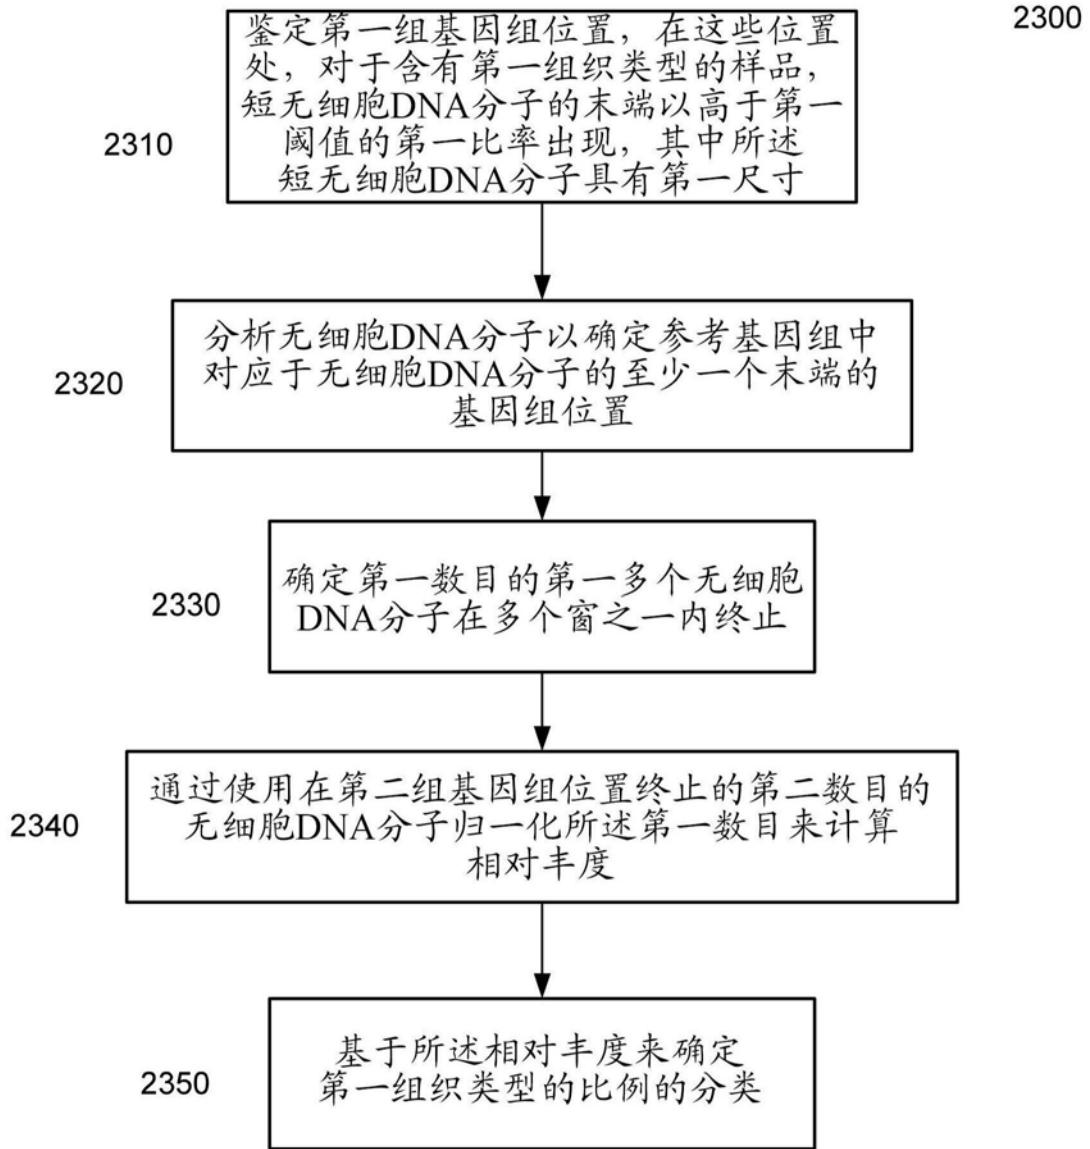 2300
鉴定第一组基因组位置，在这些位置
处，对于含有第一组织类型的样品，
短无细胞DNA分子的末端以高于第一
阈值的第一比率出现，其中所述
短无细胞DNA分子具有第一尺寸
2310
分析无细胞DNA分子以确定参考基因组中
对应于无细胞DNA分子的至少一个末端的
基因组位置
2320
确定第一数目的第一多个无细胞
DNA分子在多个窗之一内终止
2330
通过使用在第二组基因组位置终止的第二数目的
无细胞DNA分子归一化所述第一数目来计算
相对丰度
2340
基于所述相对丰度来确定
第一组织类型的比例的分类
2350